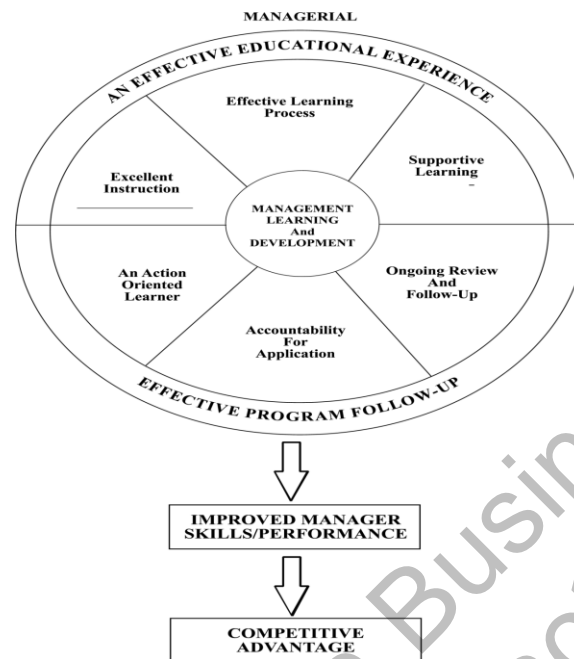 MANAGERIAL
AN EFFECTIVE EDUCATIONAL EXPERIENCE
Effective Learning
Process
Excellent
Instruction
Supportive
Learning
MANAGEMENT
LEARNING
And
DEVELOPMENT
An Action
Oriented
Learner
Ongoing Review
And
Follow-Up
Accountability
For
Application
EFFECTIVE PROGRAM FOLLOW-UP
IMPROVED MANAGER
SKILLS/PERFORMANCE
COMPETITIVE
ADVANTAGE